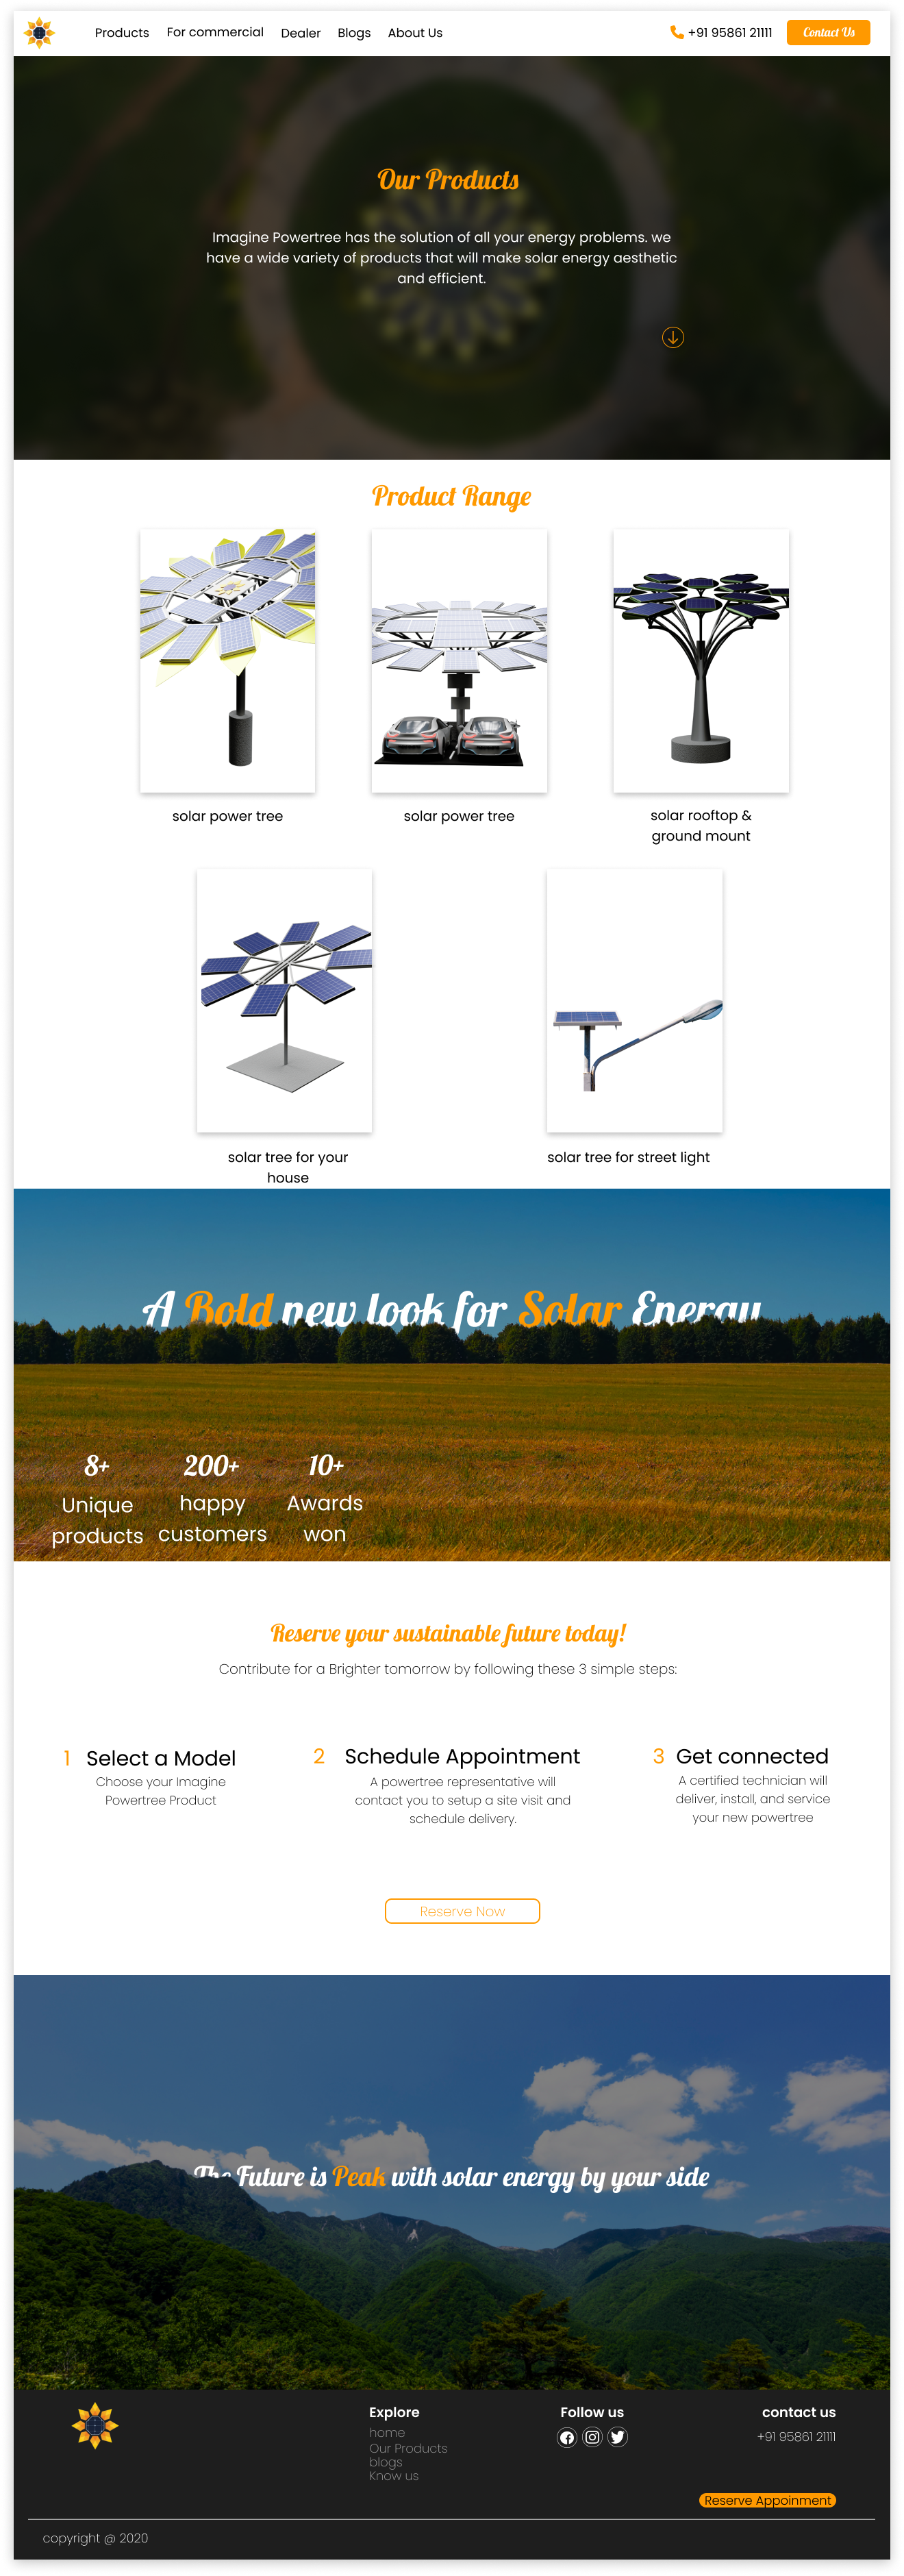 Products For commercial Dealer Blogs About Us +91 95861 21111 Contact Us
Our Products
Imagine Powertree has the solution of all your energy problems. we
have a wide variety of products that will make solar energy aesthetic
and efficient.
Product Range
solar power tree
solar power tree
solar rooftop &
ground mount
solar tree for your
house
solar tree for street light
A Bold new look for Solar Energy
8+
Unique
products
200+
happy
customers
10+
Awards
won
Reserve your sustainable future today!
Contribute for a Brighter tomorrow by following these 3 simple steps:
1 Select a Model
Choose your Imagine
Powertree Product
2 Schedule Appointment
A powertree representative will
contact you to setup a site visit and
schedule delivery.
3 Get connected
A certified technician will
deliver, install, and service
your new powertree
Reserve Now
The Future is Peak with solar energy by your side
Explore
home
Our Products
blogs
Know us
Follow us
contact us
+91 95861 21111
Reserve Appoinment
copyright @ 2020